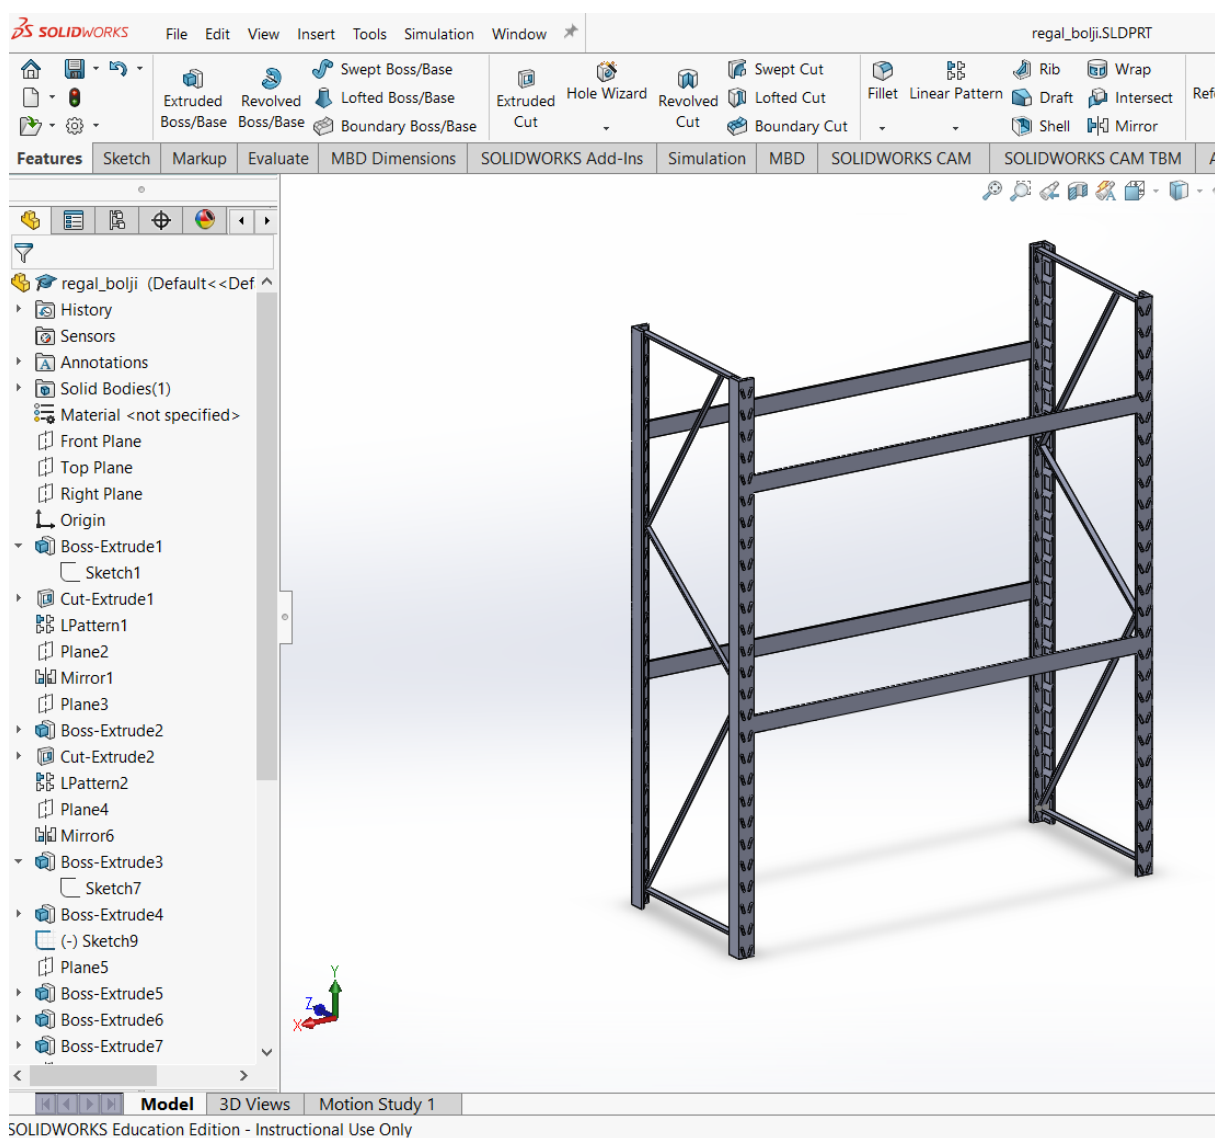 SOLIDWORKS File Edit View Insert Tools Simulation Window regal_bolji.SLDPRT
Extruded Boss/Base
Revolved Boss/Base
Swept Boss/Base
Lofted Boss/Base
Boundary Boss/Base
Extruded Cut
Hole Wizard
Revolved Cut
Swept Cut
Lofted Cut
Boundary Cut
Fillet
Linear Pattern
Rib
Draft
Shell
Wrap
Intersect
Mirror
Ref
Features Sketch Markup Evaluate MBD Dimensions SOLIDWORKS Add-Ins Simulation MBD SOLIDWORKS CAM SOLIDWORKS CAM TBM A
regal_bolji (Default<<Def
History
Sensors
Annotations
Solid Bodies(1)
Material <not specified>
Front Plane
Top Plane
Right Plane
Origin
Boss-Extrude1
Sketch1
Cut-Extrude1
LPattern1
Plane2
Mirror1
Plane3
Boss-Extrude2
Cut-Extrude2
LPattern2
Plane4
Mirror6
Boss-Extrude3
Sketch7
Boss-Extrude4
(-) Sketch9
Plane5
Boss-Extrude5
Boss-Extrude6
Boss-Extrude7
Y
Z
X
Model 3D Views Motion Study 1
SOLIDWORKS Education Edition - Instructional Use Only